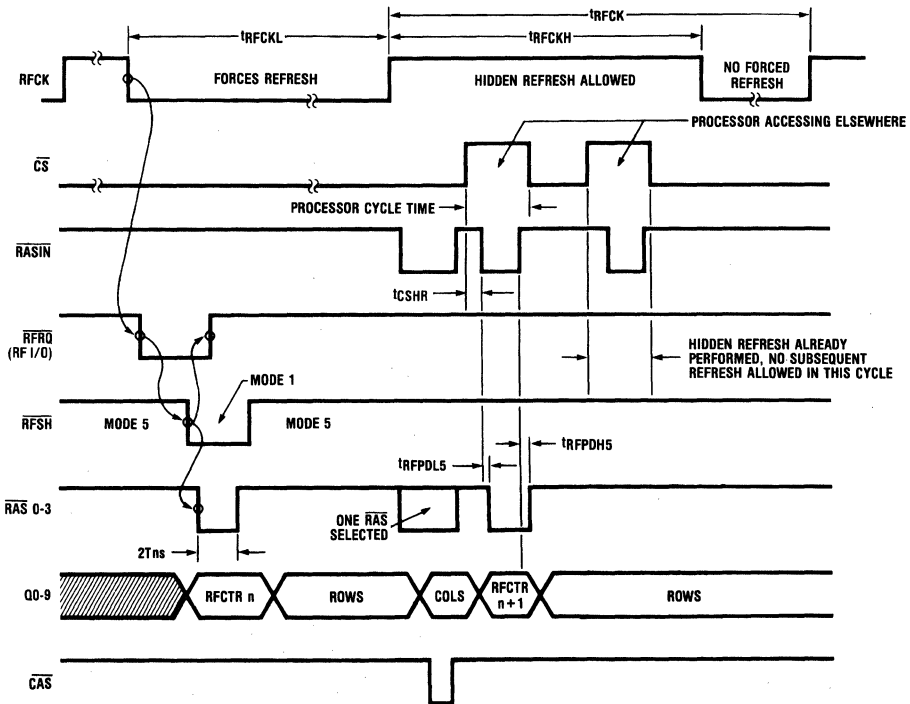 tRFCK
tRFCKL
tRFCKH
RFCK
FORCES REFRESH
HIDDEN REFRESH ALLOWED
NO FORCED
REFRESH
PROCESSOR ACCESSING ELSEWHERE
CS
PROCESSOR CYCLE TIME
RASIN
tCSHR
RFRQ
(RF I/O)
HIDDEN REFRESH ALREADY
PERFORMED, NO SUBSEQUENT
REFRESH ALLOWED IN THIS CYCLE
MODE 1
RFSH
MODE 5
MODE 5
tRFPDL5
tRFPDH5
RAS 0-3
ONE RAS
SELECTED
2Tns
Q0-9
RFCTR n
ROWS
COLS
RFCTR
n+1
ROWS
CAS